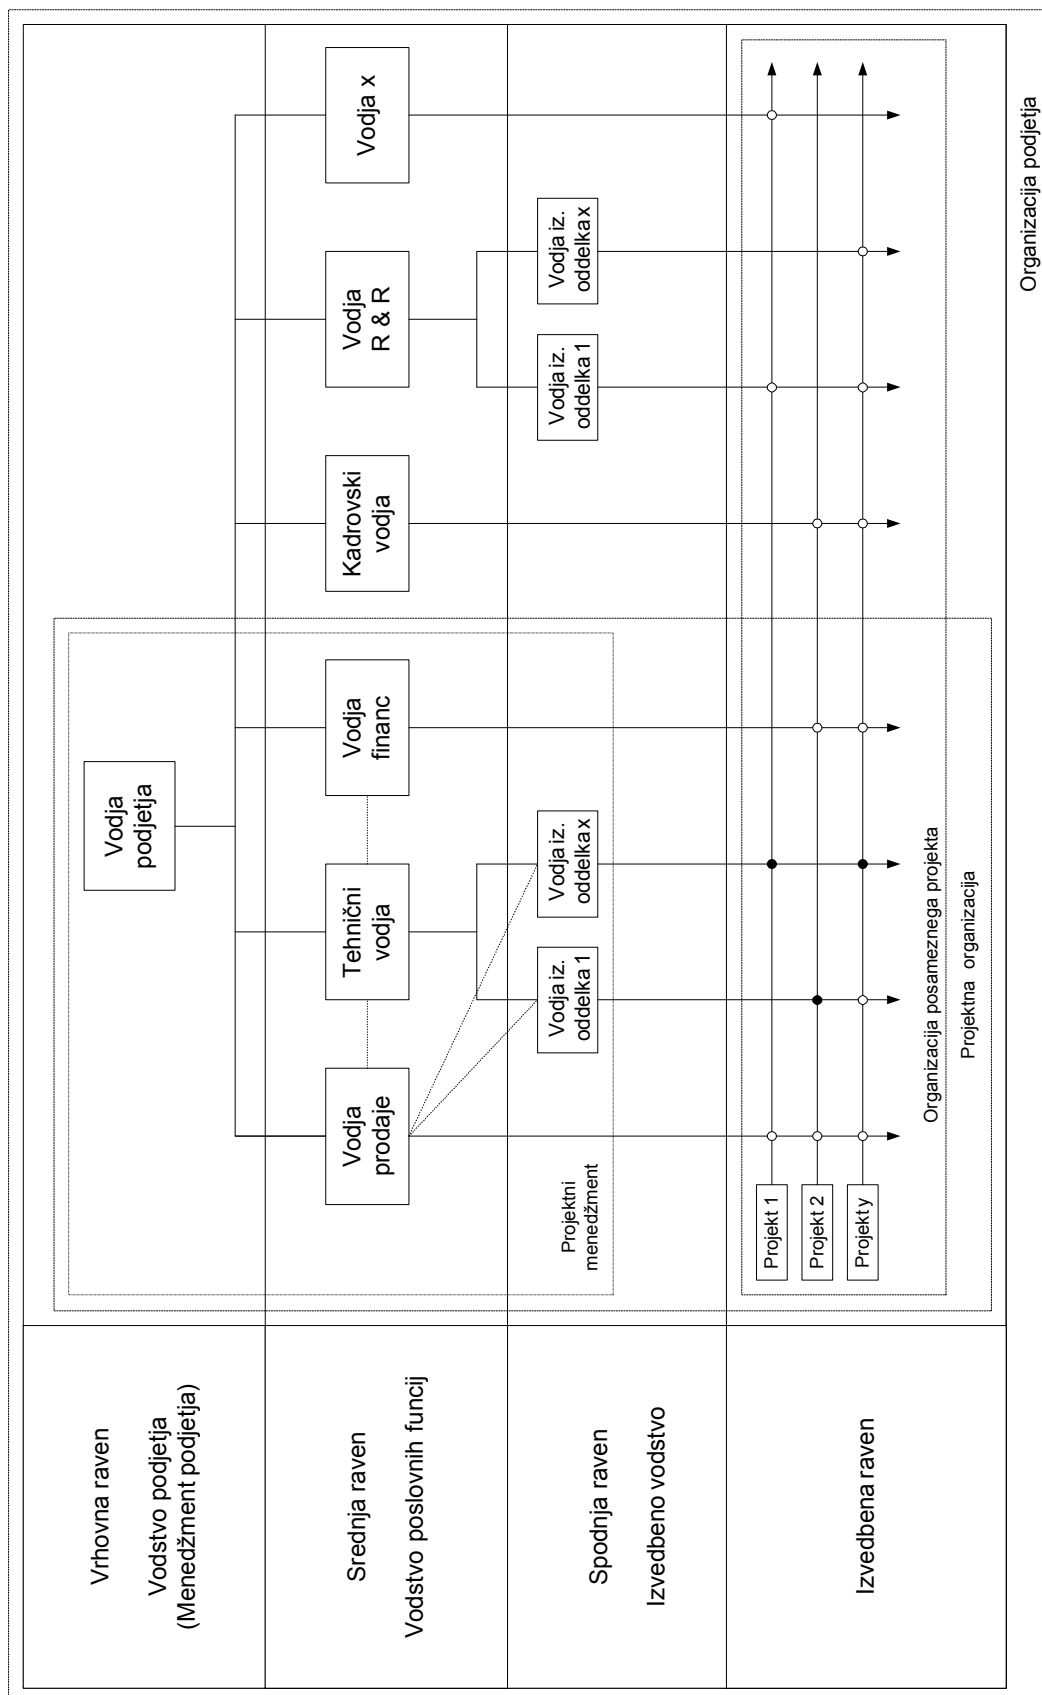 Vrhovna raven
Vodstvo podjetja
(Menedžment podjetja)
Vodja
podjetja
Srednja raven
Vodstvo poslovnih funcij
Vodja
prodaje
Tehnični
vodja
Vodja
financ
Kadrovski
vodja
Vodja
R & R
Vodja x
Spodnja raven
Izvedbeno vodstvo
Projektni
menedžment
Vodja iz.
oddelka 1
Vodja iz.
oddelka x
Vodja iz.
oddelka 1
Vodja iz.
oddelka x
Izvedbena raven
Projekt 1
Projekt 2
Projekt y
Organizacija posameznega projekta
Projektna organizacija
Organizacija podjetja